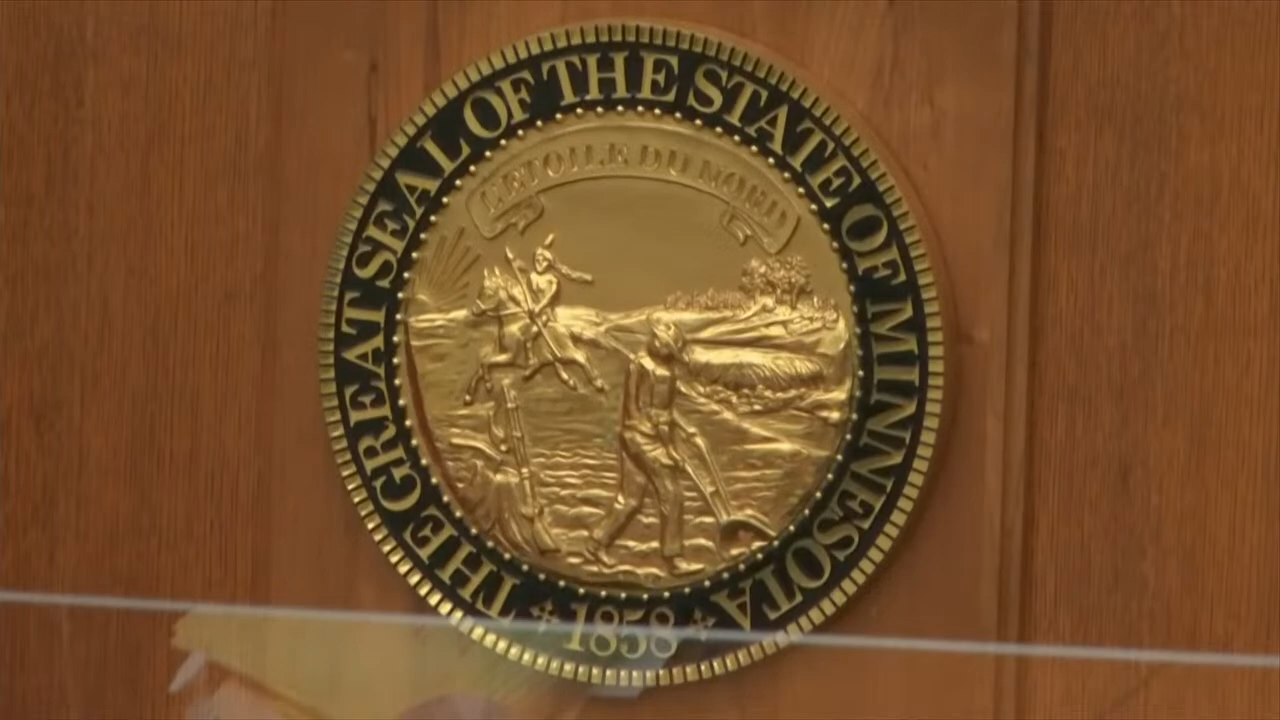 THE GREAT SEAL OF THE STATE OF MINNESOTA
L'ETOILE DU NORD
1858